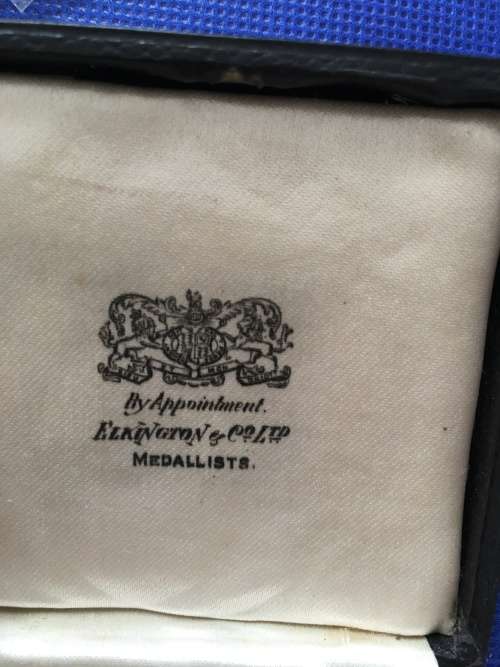 By Appointment.
ELKINGTON & CO LTD
MEDALLISTS.